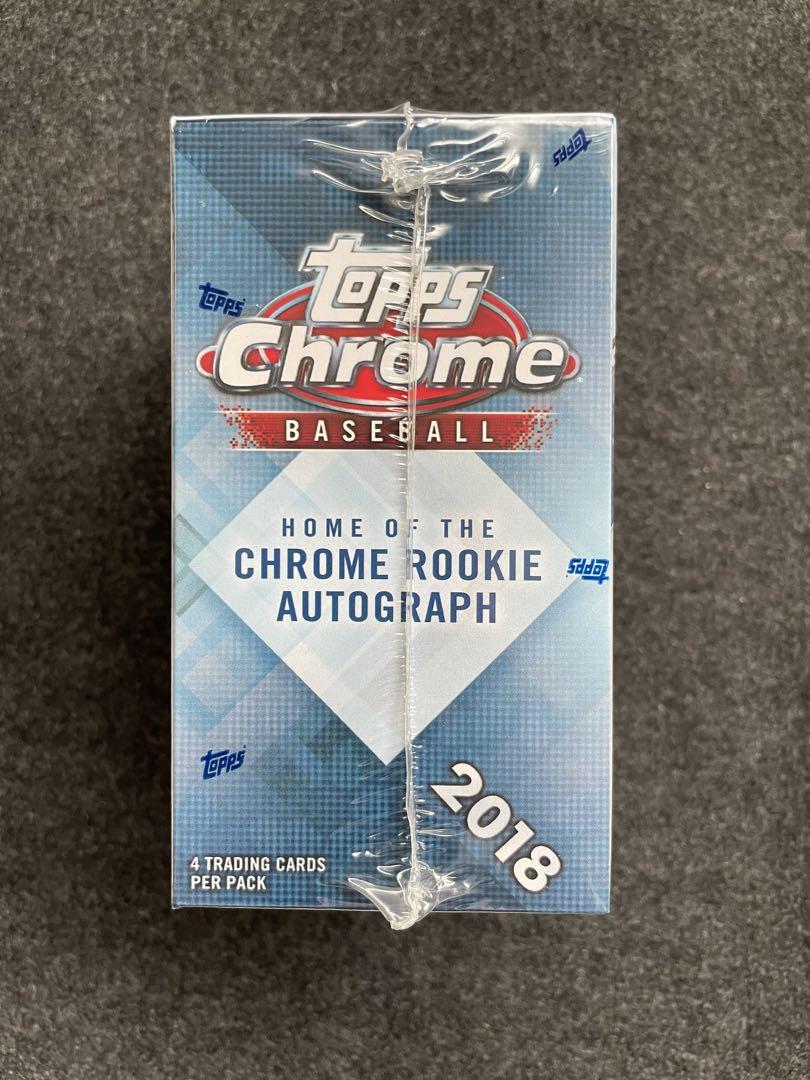 Topps
Topps
Topps
Chrome
BASEBALL
HOME OF THE
CHROME ROOKIE
AUTOGRAPH
Topps
Topps
2018
4 TRADING CARDS
PER PACK